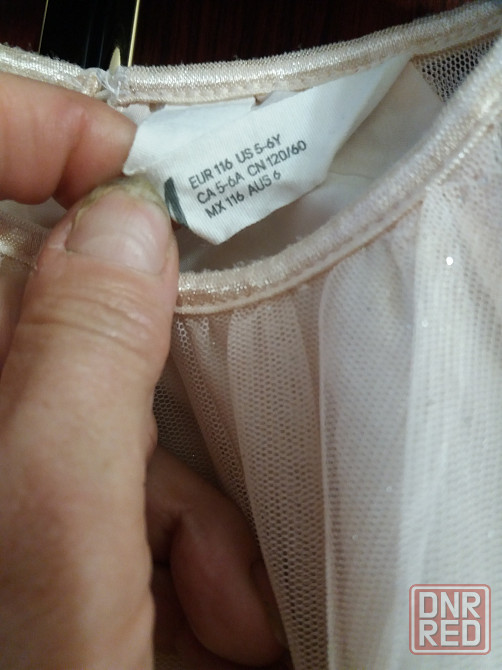 EUR 116 US 5-6Y
CA 5-6A CN 120/60
MX 116 AUS 6
DNR
RED